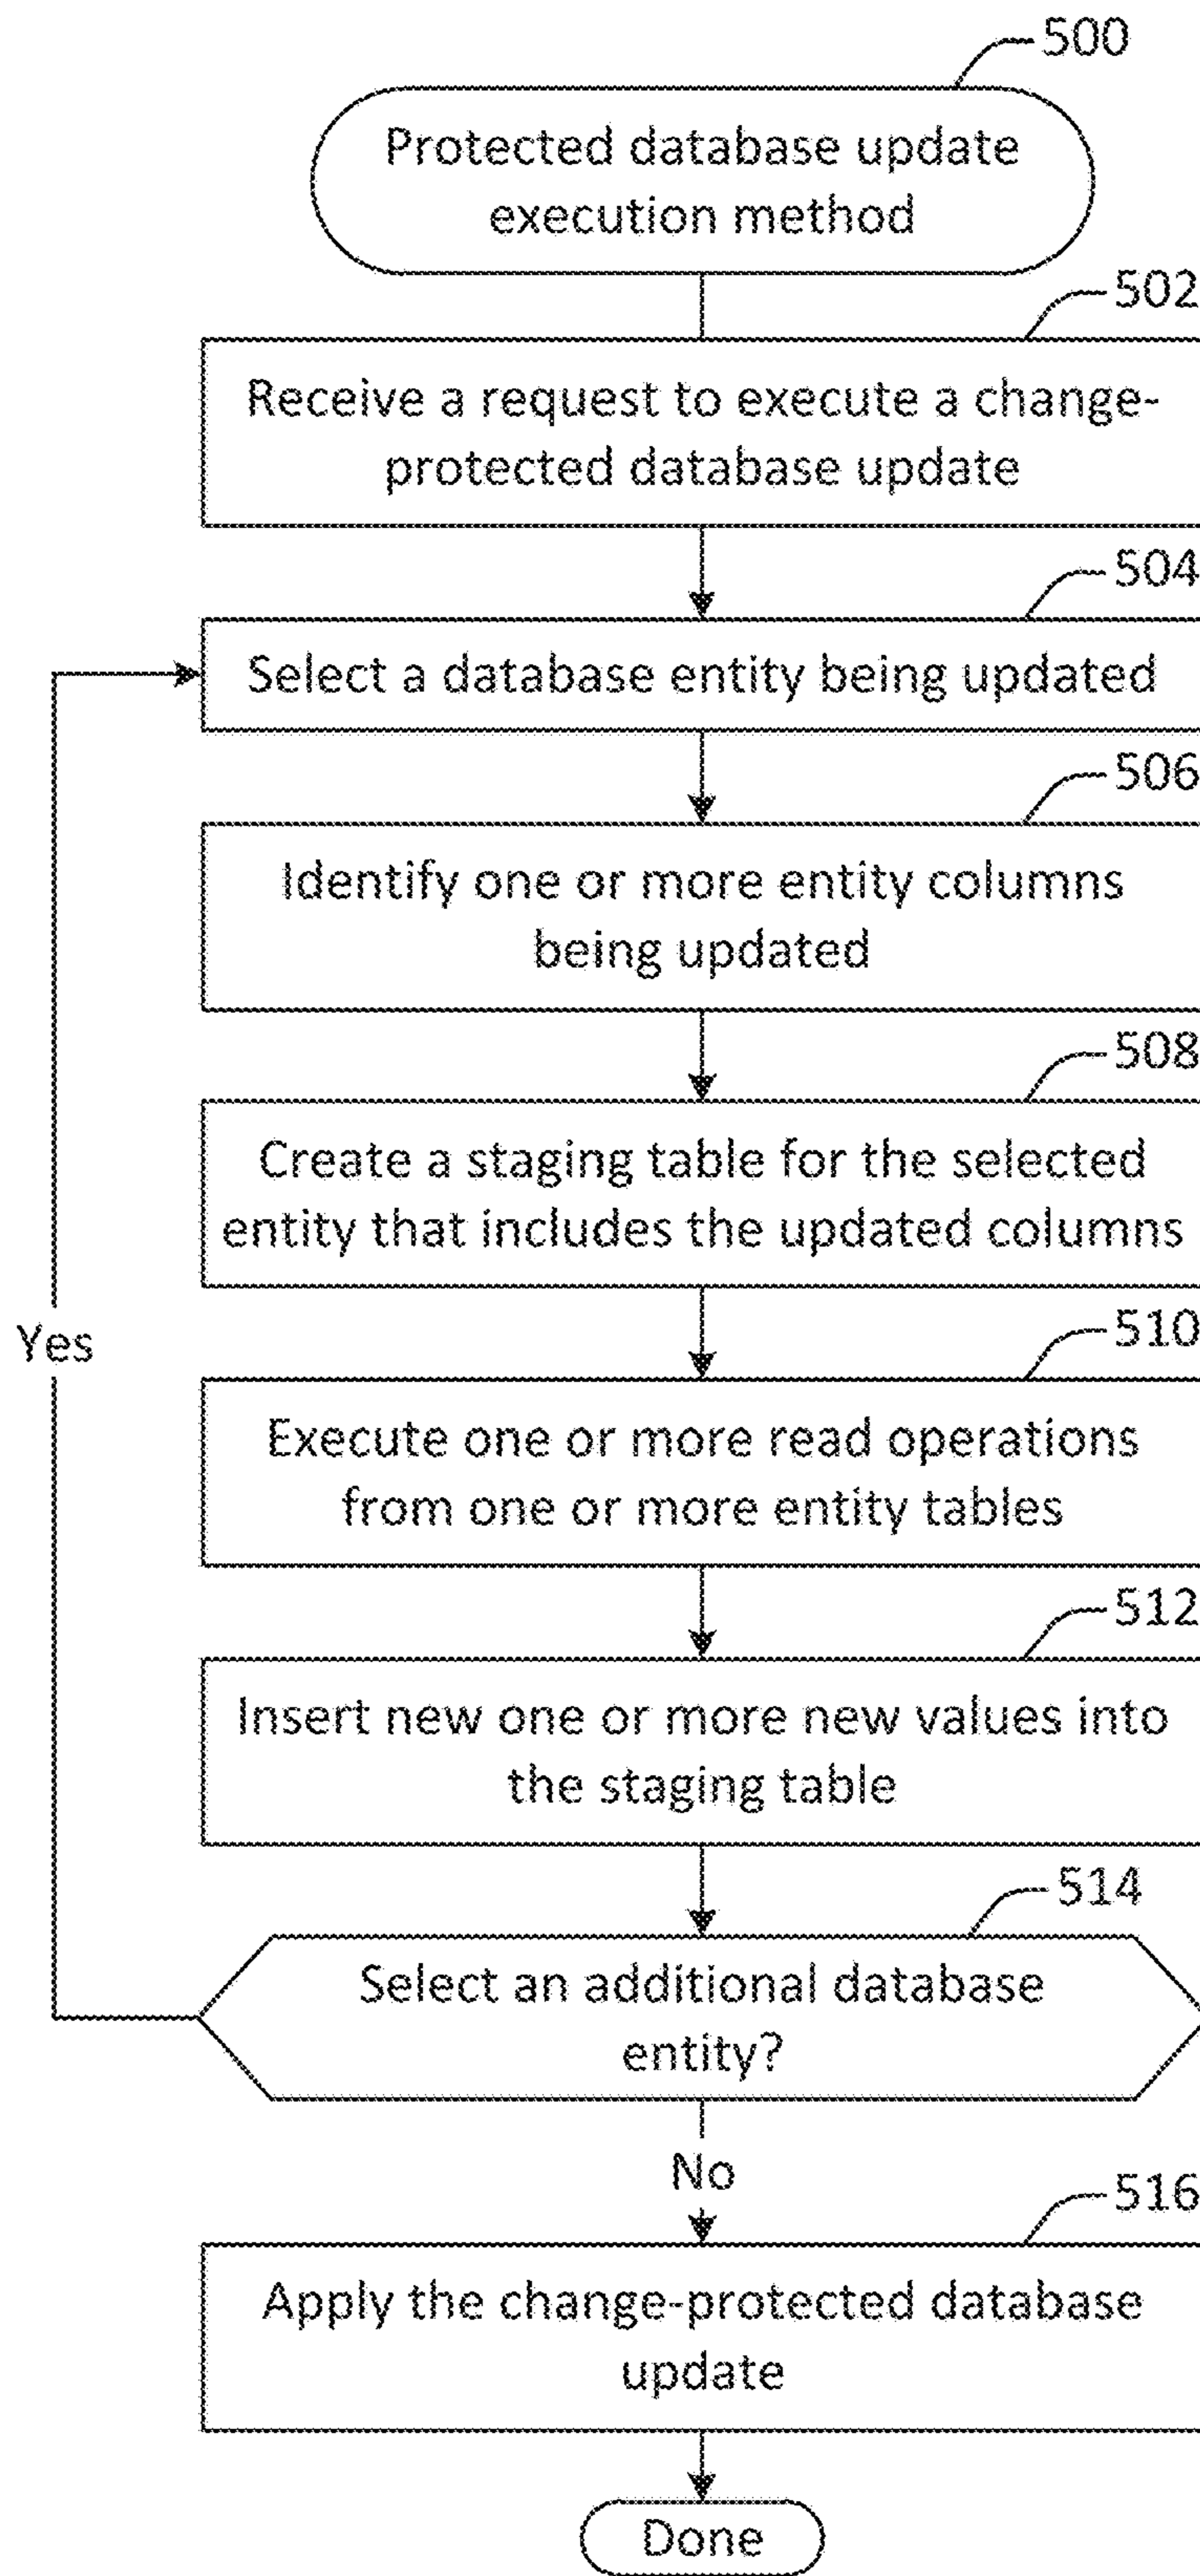 500
Protected database update
execution method
502
Receive a request to execute a change-
protected database update
504
Select a database entity being updated
506
Identify one or more entity columns
being updated
508
Create a staging table for the selected
entity that includes the updated columns
Yes
510
Execute one or more read operations
from one or more entity tables
512
Insert new one or more new values into
the staging table
514
Select an additional database
entity?
No
516
Apply the change-protected database
update
Done